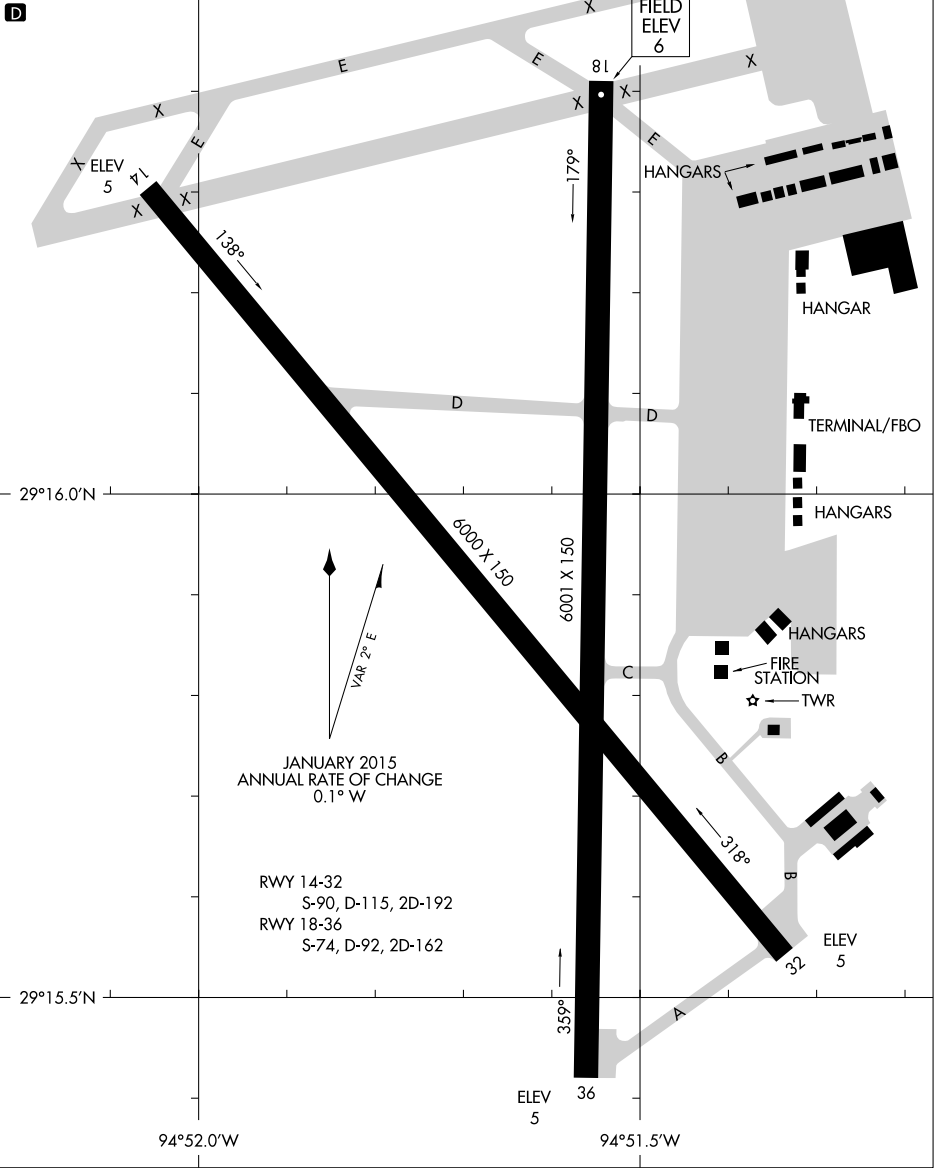 D
FIELD
ELEV
6
X
E
E
X
18
X
X
X
E
E
X
ELEV
5
14
X
X
X
HANGARS
179°
138°
HANGAR
D
D
TERMINAL/FBO
29°16.0'N
HANGARS
6000 X 150
6001 X 150
VAR 2° E
HANGARS
C
FIRE
STATION
TWR
B
JANUARY 2015
ANNUAL RATE OF CHANGE
0.1° W
318°
B
RWY 14-32
S-90, D-115, 2D-192
RWY 18-36
S-74, D-92, 2D-162
ELEV
5
32
29°15.5'N
359°
A
36
ELEV
5
94°52.0'W
94°51.5'W